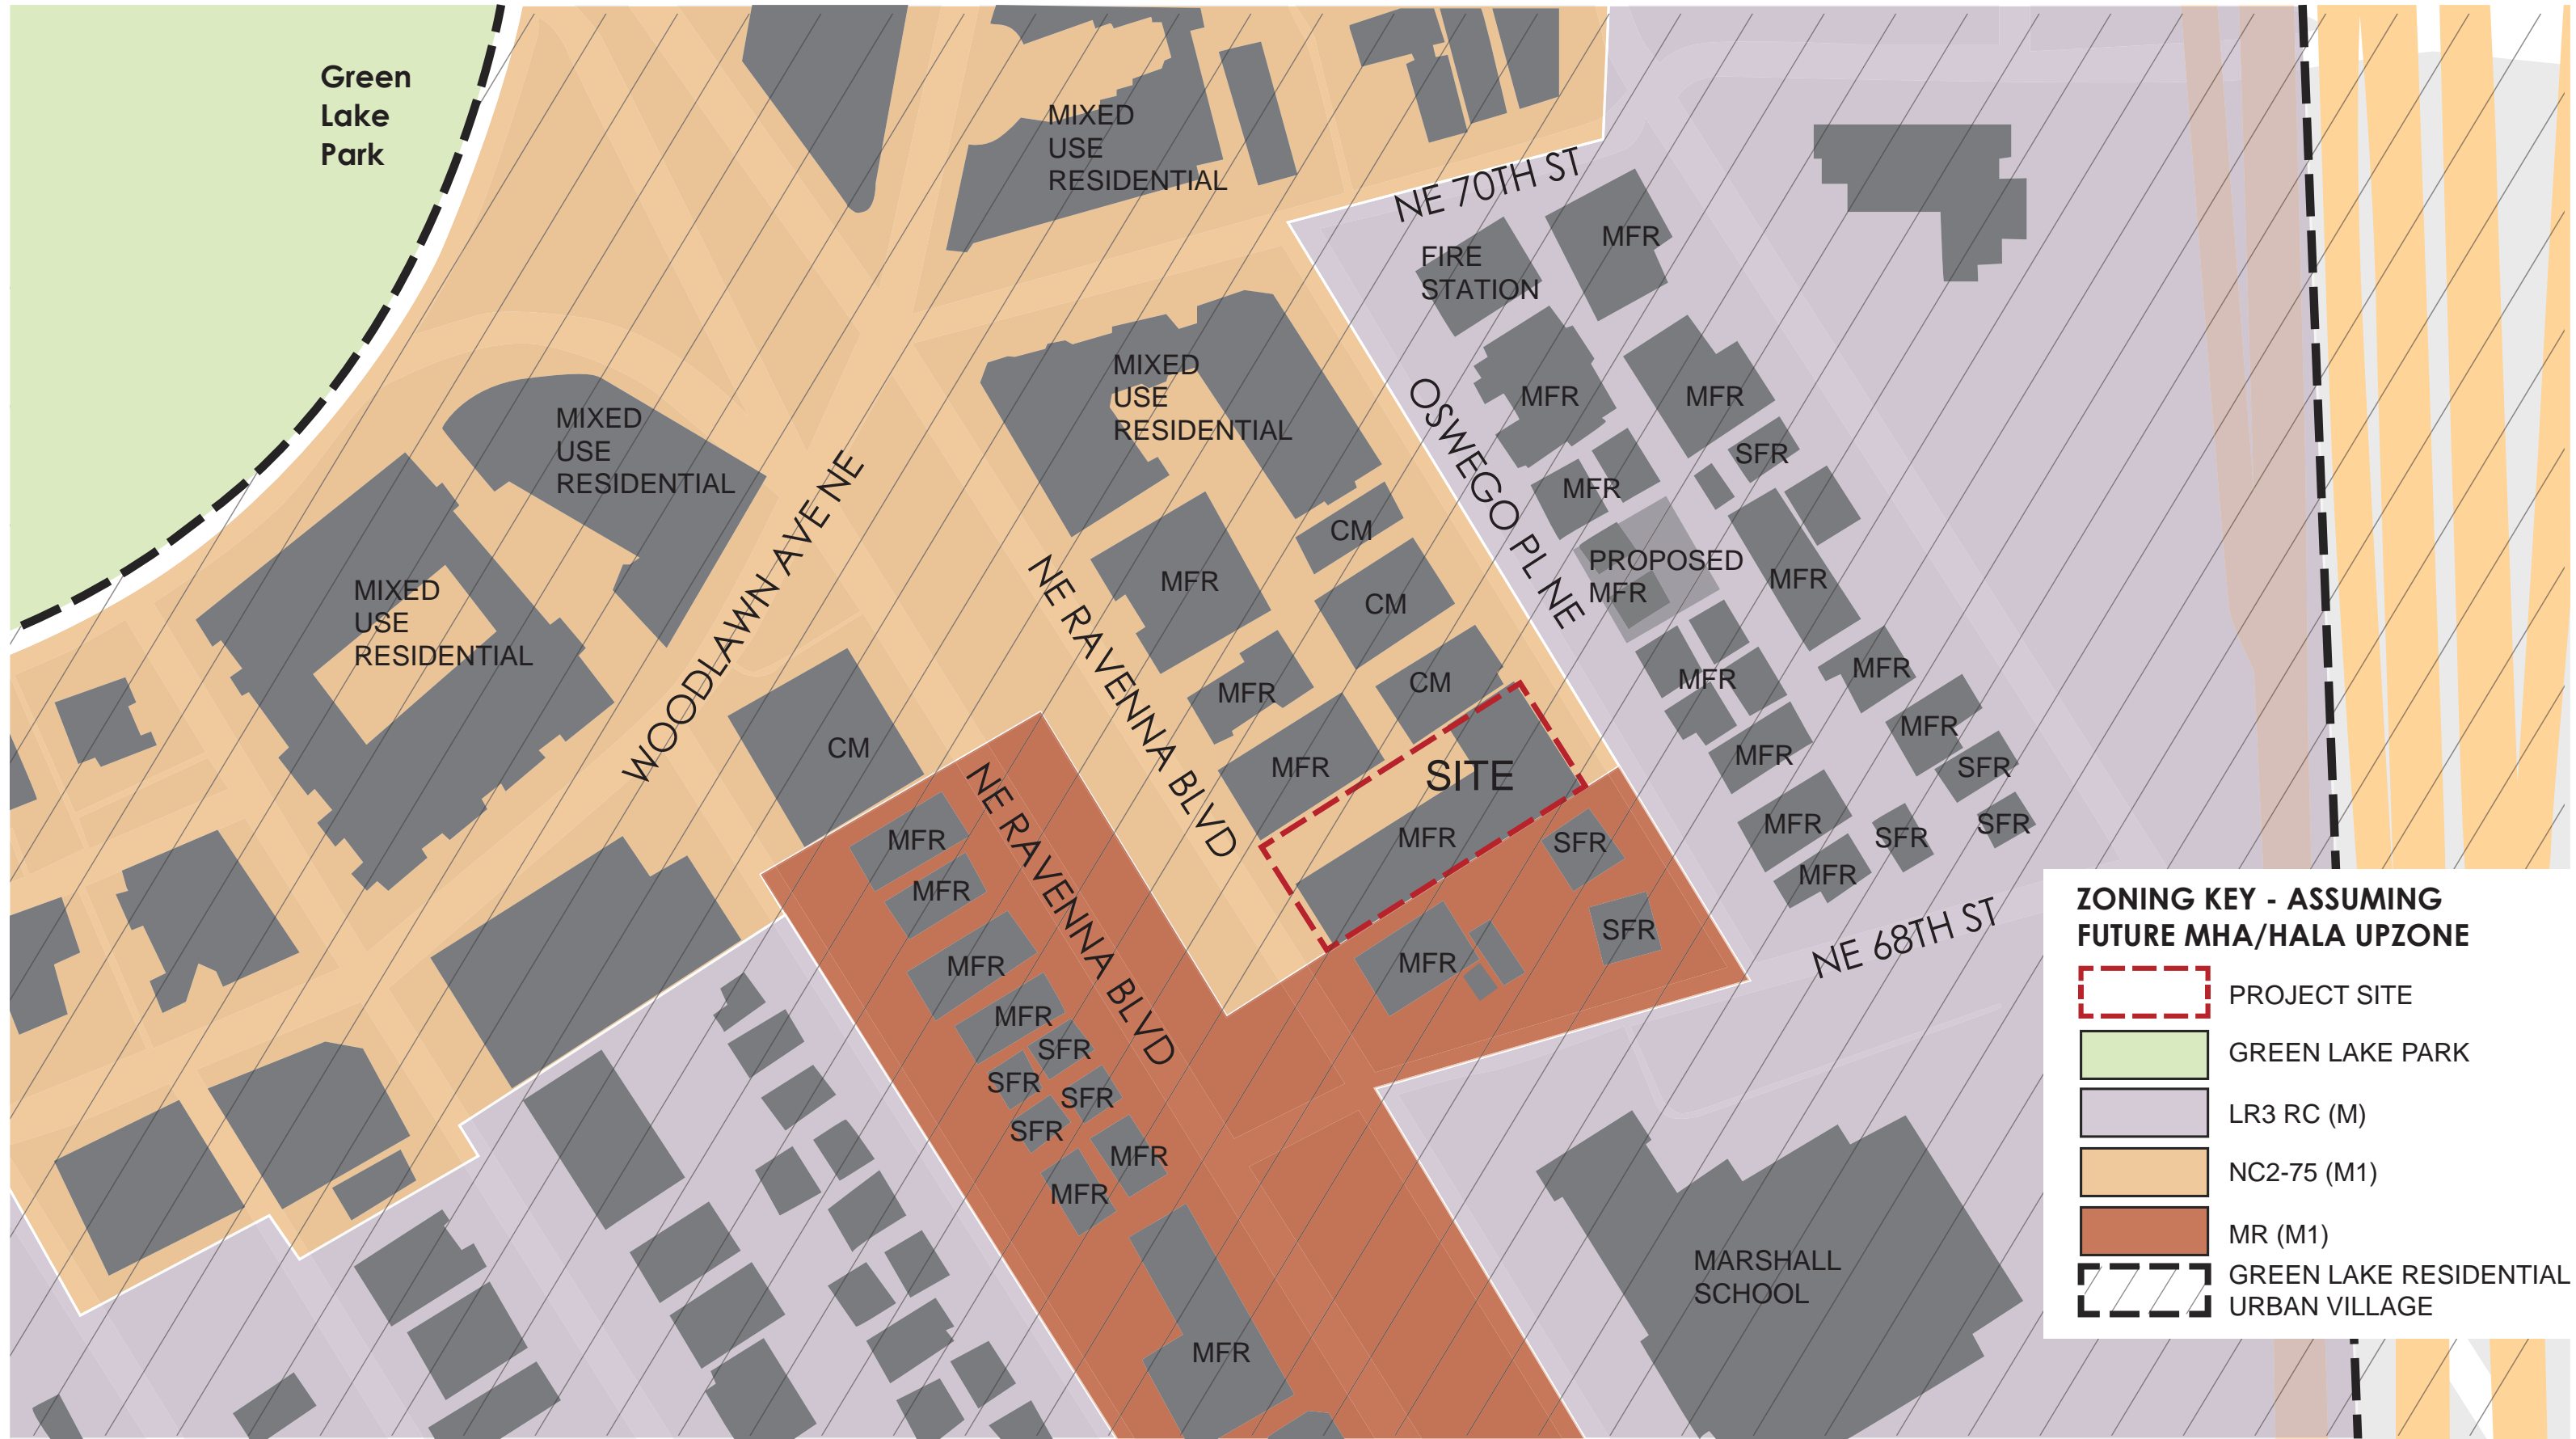 Green
Lake
Park
MIXED
USE
RESIDENTIAL
NE 70TH ST
FIRE
STATION
MFR
MIXED
USE
RESIDENTIAL
MFR
MFR
MIXED
USE
RESIDENTIAL
SFR
OSWEGO PL NE
MFR
CM
WOODLAWN AVE NE
PROPOSED
MFR
MFR
MFR
CM
MIXED
USE
RESIDENTIAL
NE RAVENNA BLVD
MFR
CM
MFR
MFR
MFR
CM
MFR
SITE
MFR
SFR
MFR
MFR
SFR
MFR
SFR
SFR
MFR
NE RAVENNA BLVD
MFR
MFR
SFR
NE 68TH ST
MFR
MFR
MFR
SFR
SFR
SFR
SFR
MFR
MFR
MARSHALL
SCHOOL
MFR
ZONING KEY - ASSUMING
FUTURE MHA/HALA UPZONE
PROJECT SITE
GREEN LAKE PARK
LR3 RC (M)
NC2-75 (M1)
MR (M1)
GREEN LAKE RESIDENTIAL
URBAN VILLAGE